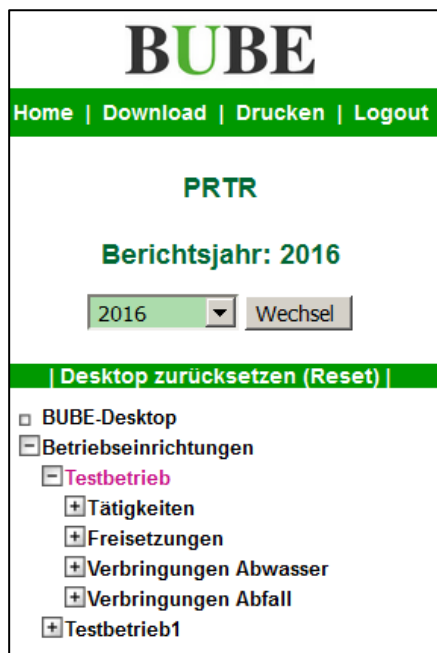 BUBE
Home | Download | Drucken | Logout
PRTR
Berichtsjahr: 2016
2016 Wechsel
| Desktop zurücksetzen (Reset) |
BUBE-Desktop
Betriebseinrichtungen
Testbetrieb
Tätigkeiten
Freisetzungen
Verbringungen Abwasser
Verbringungen Abfall
Testbetrieb1